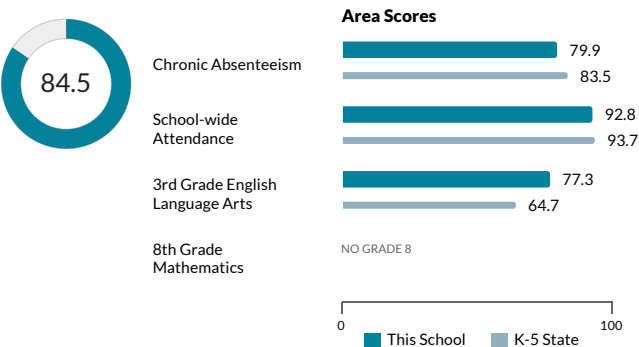 84.5
Area Scores
Chronic Absenteeism
79.9
83.5
School-wide
Attendance
92.8
93.7
3rd Grade English
Language Arts
77.3
64.7
8th Grade
Mathematics
NO GRADE 8
0
100
This School
K-5 State